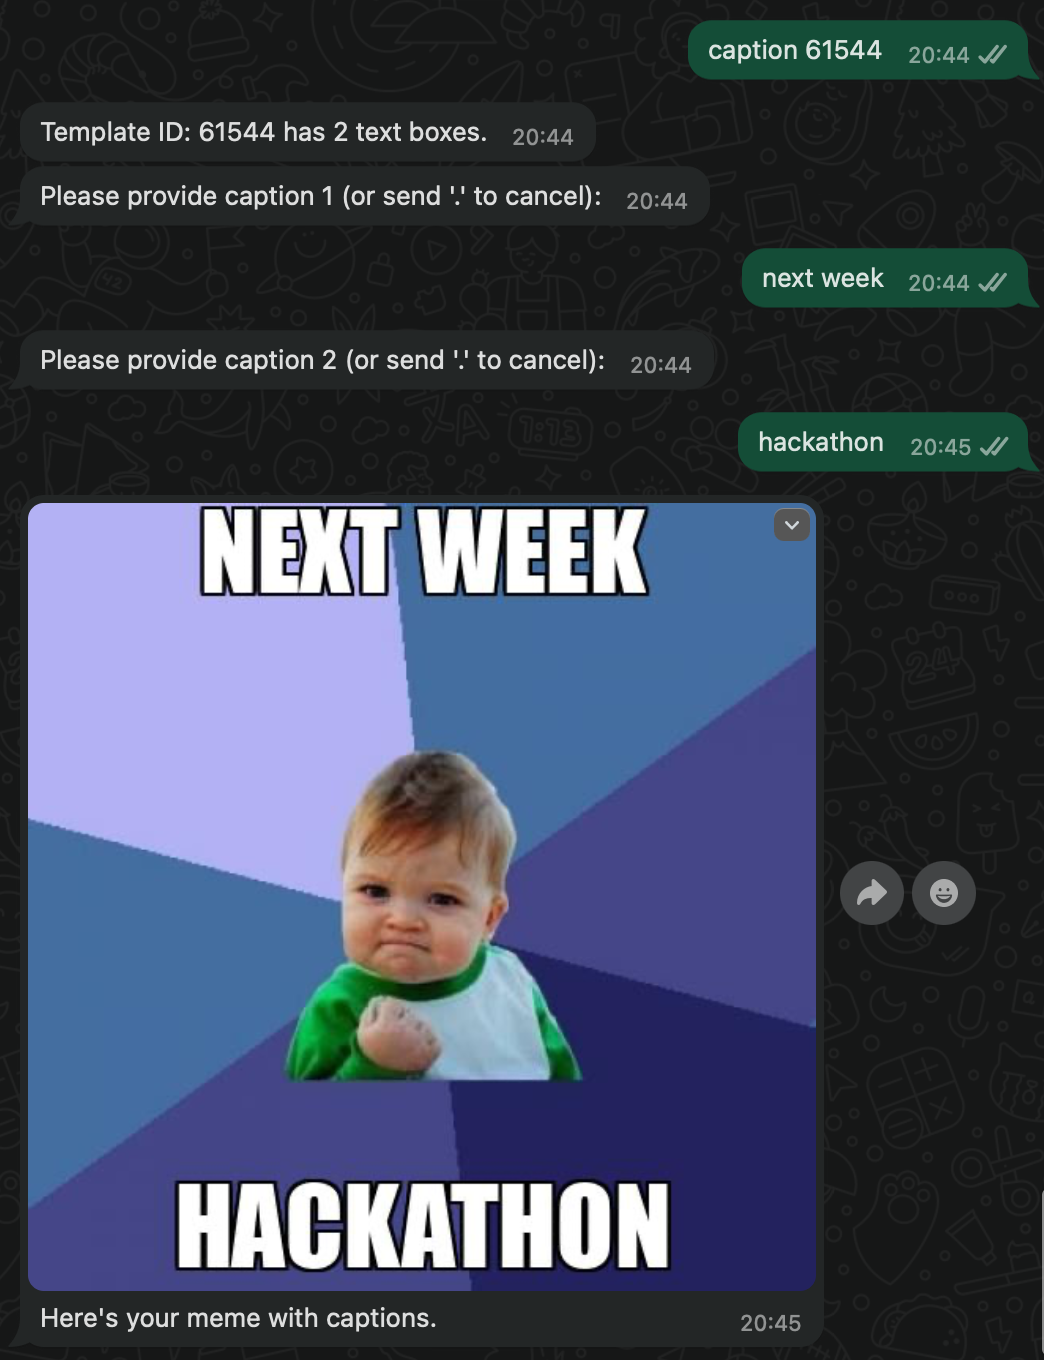 caption 61544 20:44
Template ID: 61544 has 2 text boxes. 20:44
Please provide caption 1 (or send '.' to cancel): 20:44
next week 20:44
Please provide caption 2 (or send '.' to cancel): 20:44
hackathon 20:45
NEXT WEEK
HACKATHON
Here's your meme with captions. 20:45